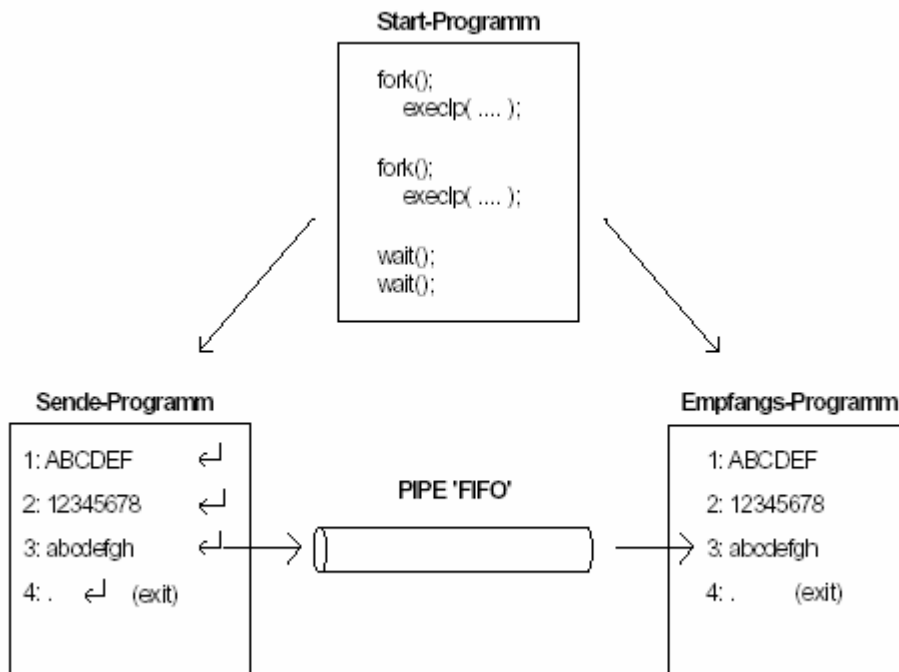 Start-Programm
fork();
execlp( .... );
fork();
execlp( .... );
wait();
wait();
Sende-Programm
1: ABCDEF
2: 12345678
3: abcdefgh
4: . (exit)
PIPE 'FIFO'
Empfangs-Programm
1: ABCDEF
2: 12345678
3: abcdefgh
4: . (exit)